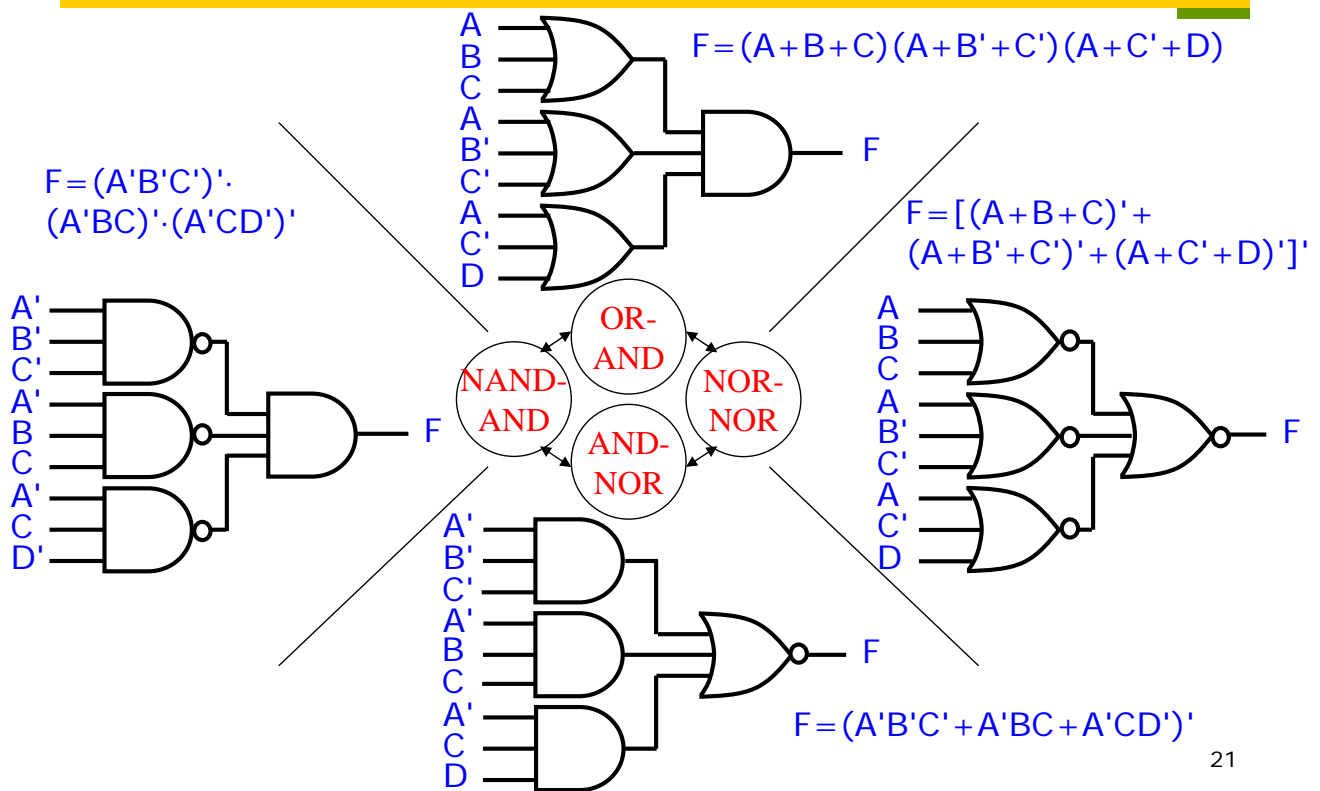 A
B
C
A
B'
C'
A
C'
D
F
F=(A+B+C)(A+B'+C')(A+C'+D)
F=(A'B'C')'·
(A'BC)'·(A'CD')'
A'
B'
C'
A'
B
C
A'
C
D'
F
OR-
AND
NAND-
AND
NOR-
NOR
AND-
NOR
F=[(A+B+C)'+
(A+B'+C')'+(A+C'+D)']'
A
B
C
A
B'
C'
A
C'
D
F
A'
B'
C'
A'
B
C
A'
C
D
F
F=(A'B'C'+A'BC+A'CD')'
21